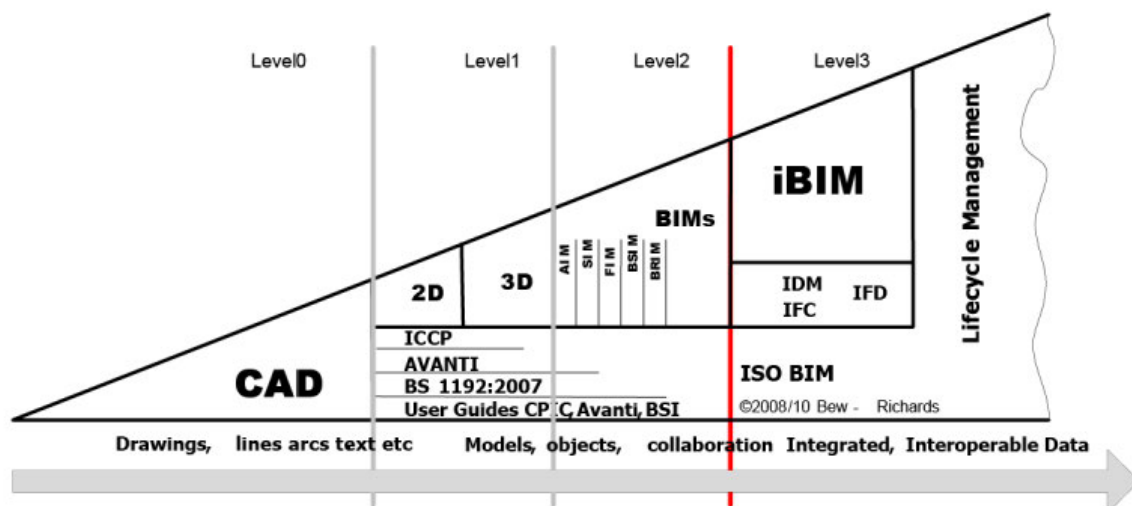 Level0
Level1
Level2
Level3
iBIM
BIMs
AIM
SIM
FIM
BSIM
BRIM
2D
3D
IDM
IFD
IFC
Lifecycle Management
ICCP
AVANTI
CAD
BS 1192:2007
ISO BIM
User Guides CPIC, Avanti, BSI
©2008/10 Bew - Richards
Drawings, lines arcs text etc
Models, objects, collaboration
Integrated, Interoperable Data